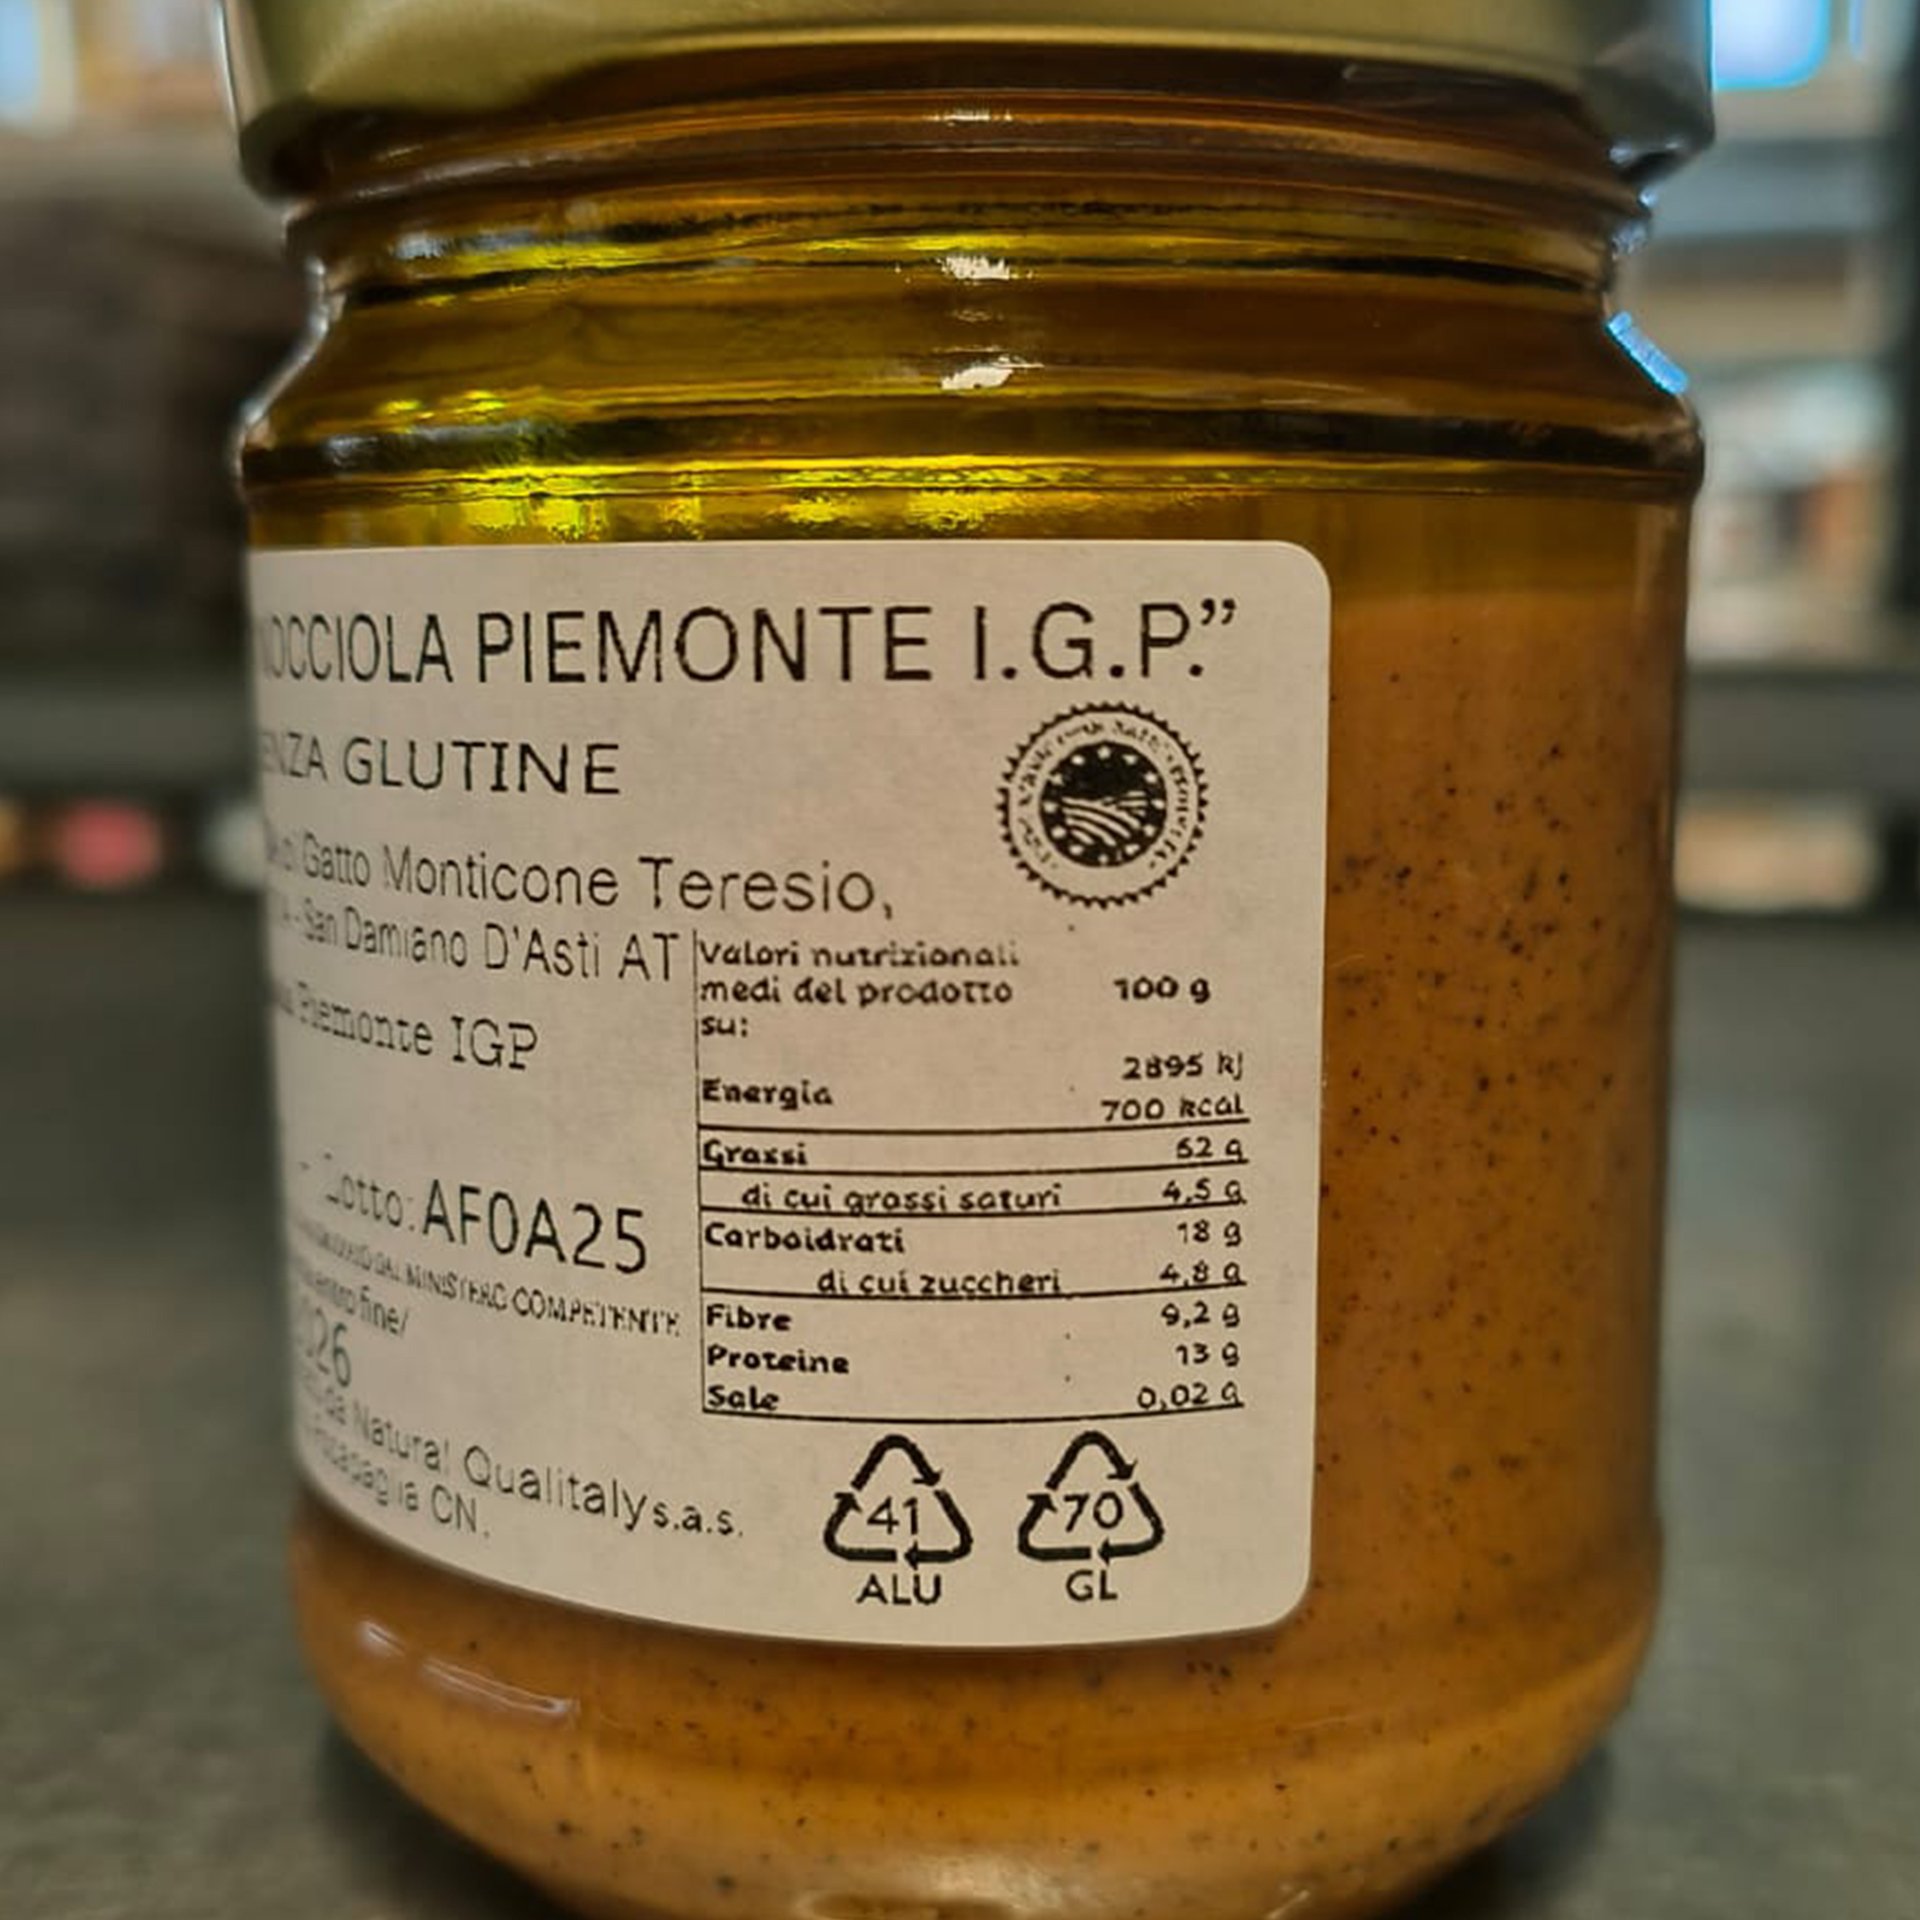 NOCCIOLA PIEMONTE I.G.P.”
ENZA GLUTINE
Gatto Monticone Teresio,
- San Damiano D'Asti AT
Piemonte IGP
Valori nutrizionali
medi del prodotto 100 g
su:
2895 kJ
Energia
700 kcal
Grassi 62 g
di cui grassi saturi 4,5 g
Carboidrati 18 g
di cui zuccheri 4,8 g
Fibre 9,2 g
Proteine 13 g
Sale 0,02 g
- Lotto: AF0A25
DAL MINISTERO COMPETENTE
fine/
026
Natural Qualitaly s.a.s.
CN.
41 70
ALU GL